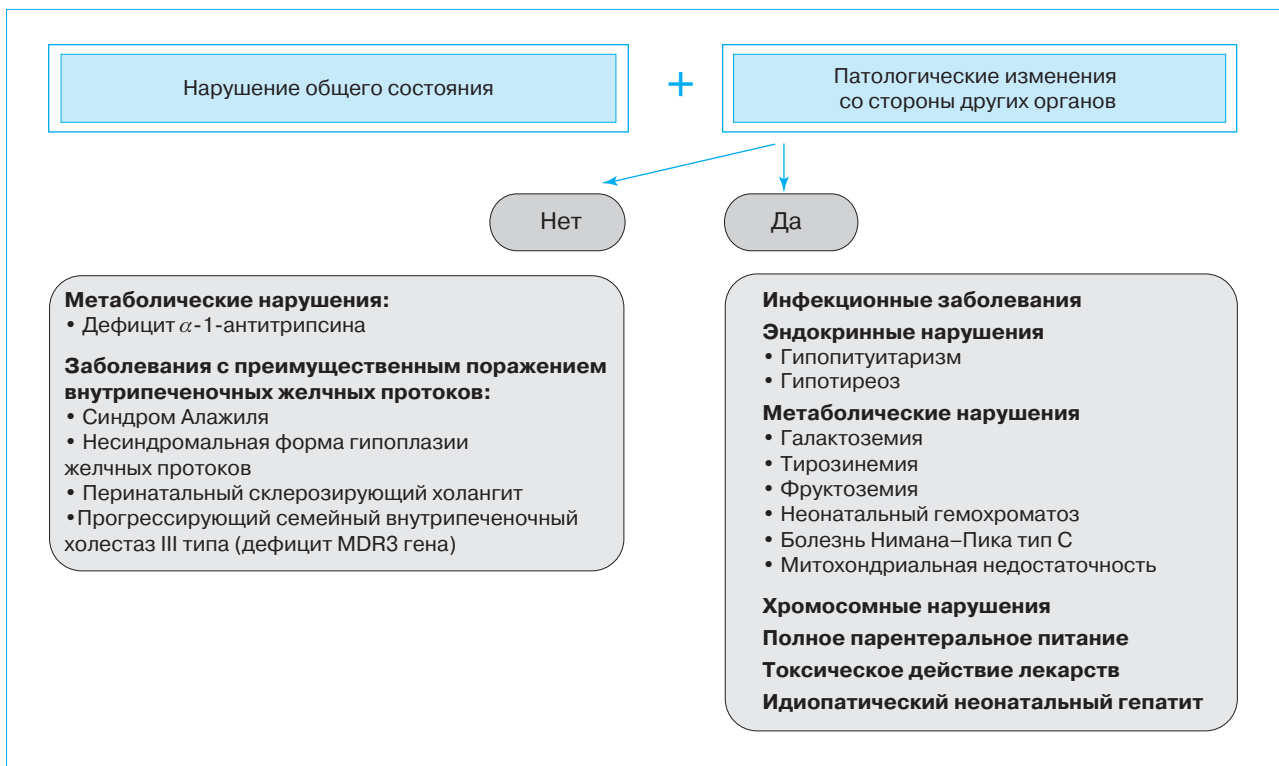 Нарушение общего состояния
+
Патологические изменения
со стороны других органов
Нет
Да
Метаболические нарушения:
• Дефицит α-1-антитрипсина
Заболевания с преимущественным поражением
внутрипеченочных желчных протоков:
• Синдром Алажиля
• Несиндромальная форма гипоплазии
желчных протоков
• Перинатальный склерозирующий холангит
•Прогрессирующий семейный внутрипеченочный
холестаз III типа (дефицит MDR3 гена)
Инфекционные заболевания
Эндокринные нарушения
• Гипопитуитаризм
• Гипотиреоз
Метаболические нарушения
• Галактоземия
• Тирозинемия
• Фруктоземия
• Неонатальный гемохроматоз
• Болезнь Нимана–Пика тип С
• Митохондриальная недостаточность
Хромосомные нарушения
Полное парентеральное питание
Токсическое действие лекарств
Идиопатический неонатальный гепатит